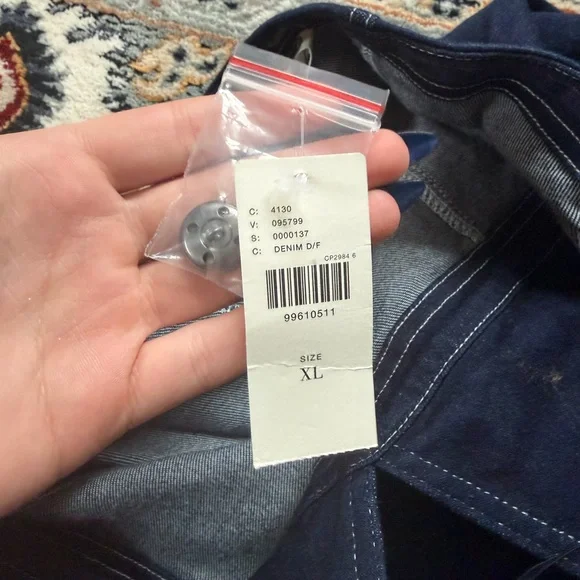 C: 4130
V: 095799
S: 0000137
C: DENIM D/F
CP2984 6
99610511
SIZE
XL